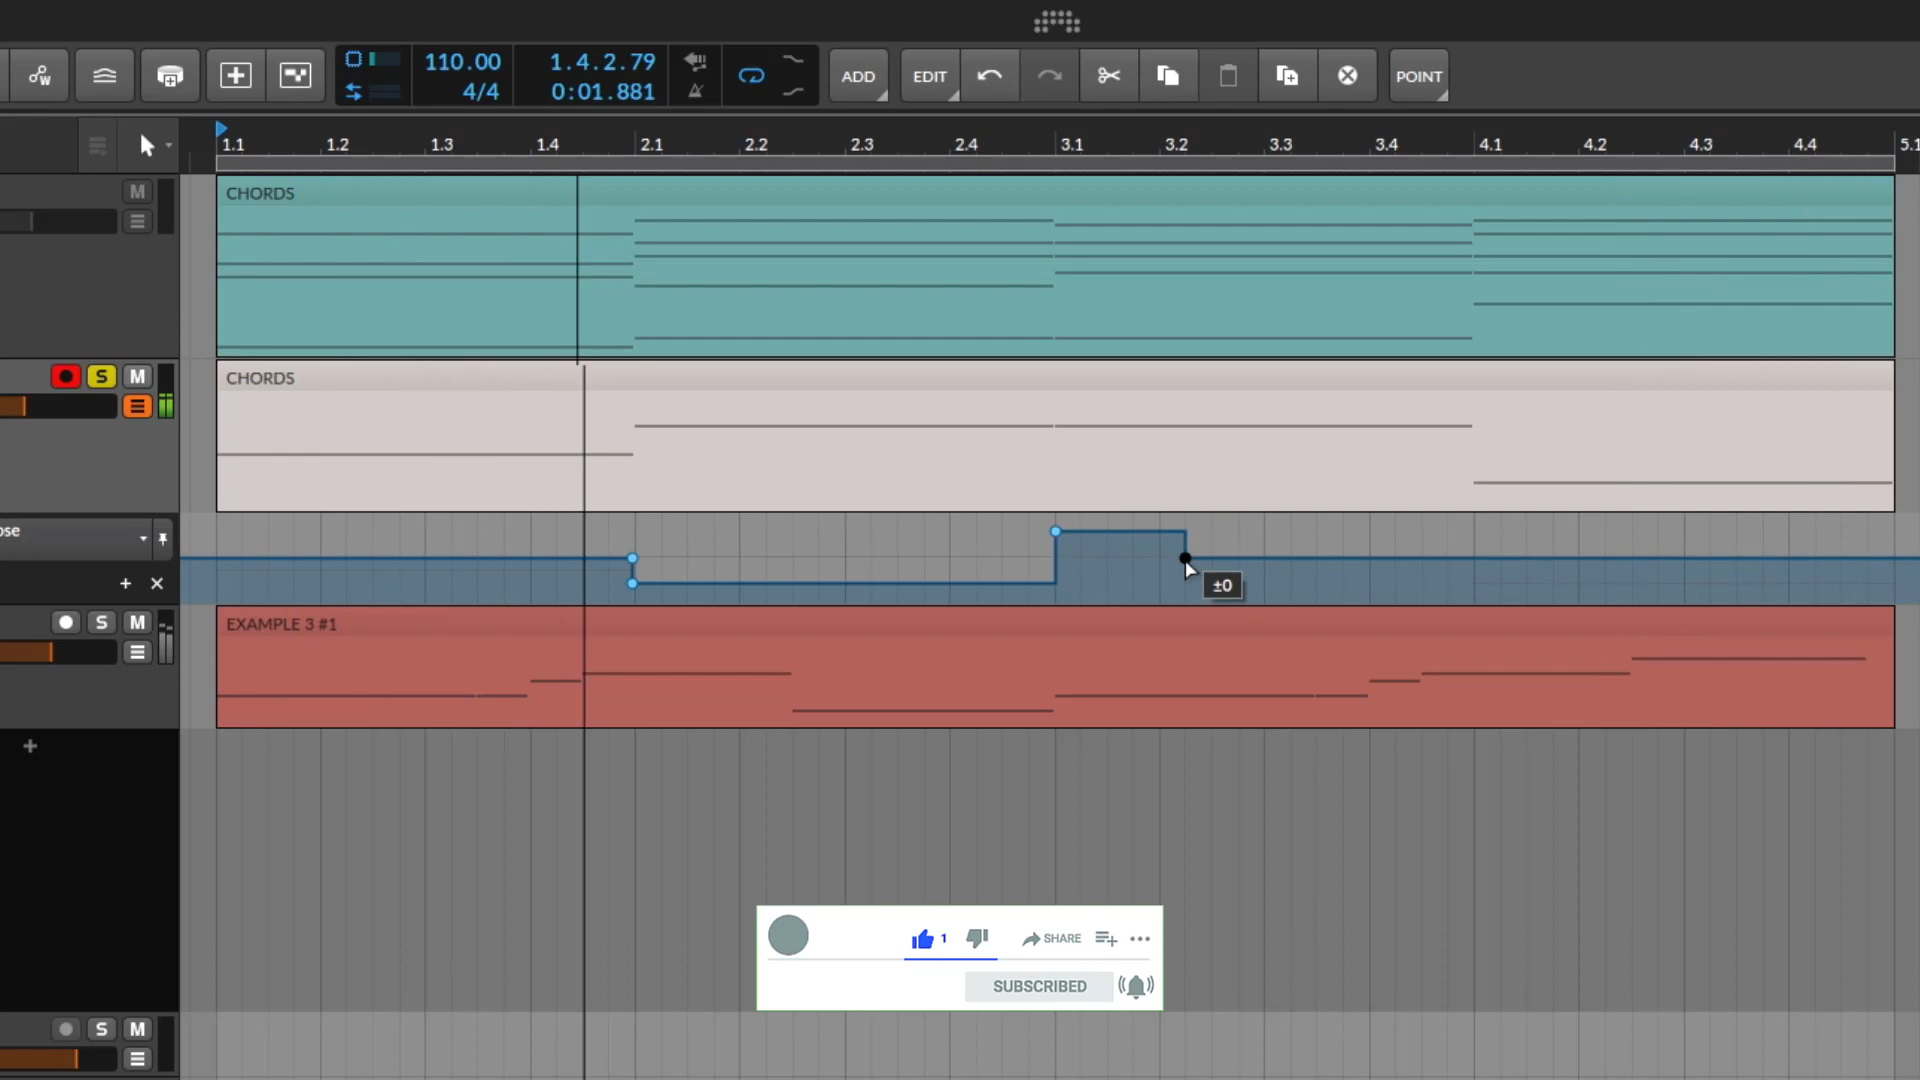 110.00
1.4.2.79
4/4
0:01.881
ADD
EDIT
POINT
1.1 1.2 1.3 1.4 2.1 2.2 2.3 2.4 3.1 3.2 3.3 3.4 4.1 4.2 4.3 4.4 5.1
M
CHORDS
S M
CHORDS
ose
±0
S M
EXAMPLE 3 #1
1
SHARE
SUBSCRIBED
S M